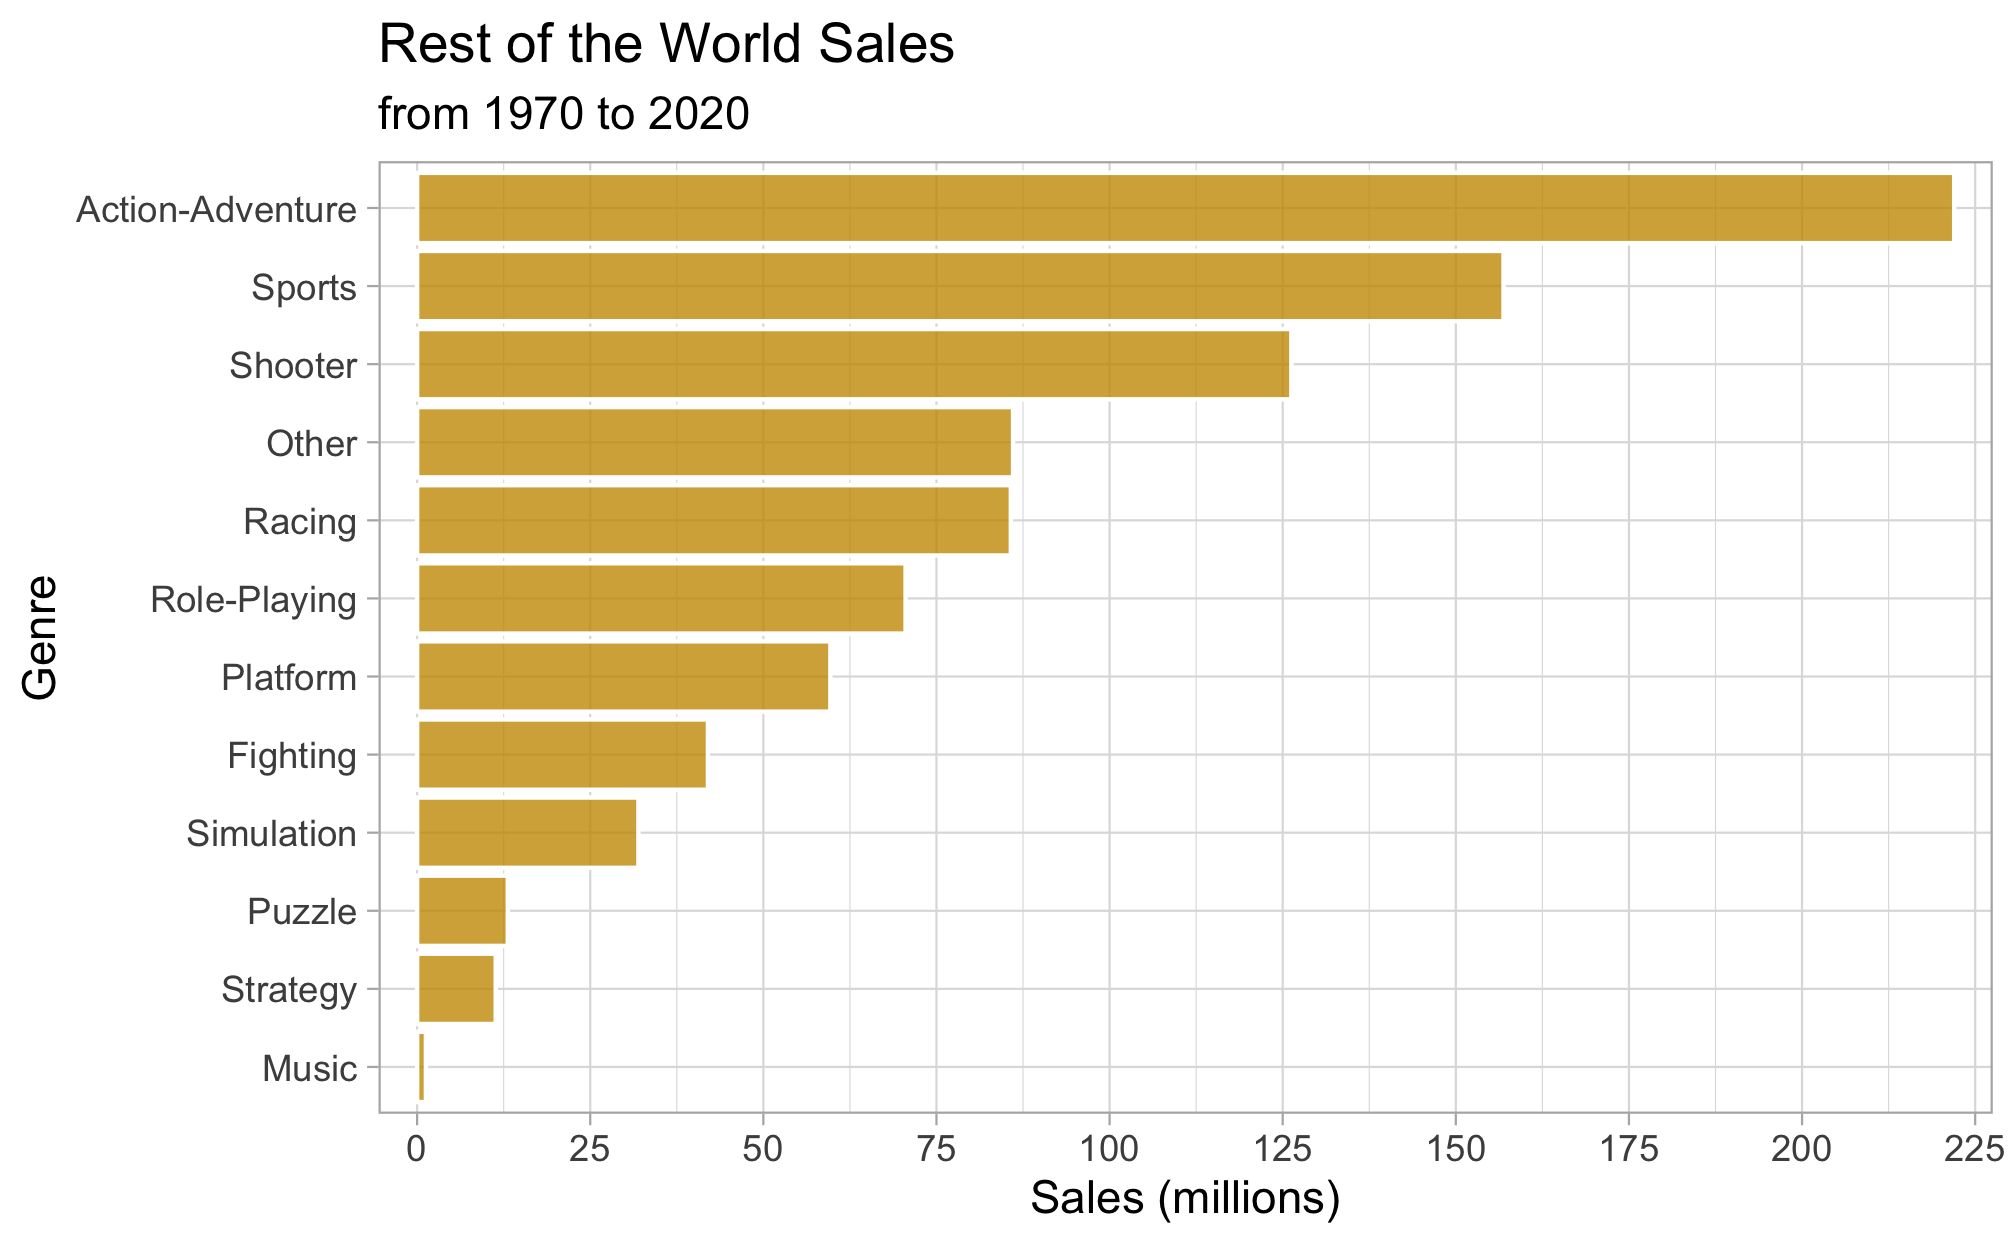 Rest of the World Sales
from 1970 to 2020
Genre
Action-Adventure
Sports
Shooter
Other
Racing
Role-Playing
Platform
Fighting
Simulation
Puzzle
Strategy
Music
0 25 50 75 100 125 150 175 200 225
Sales (millions)